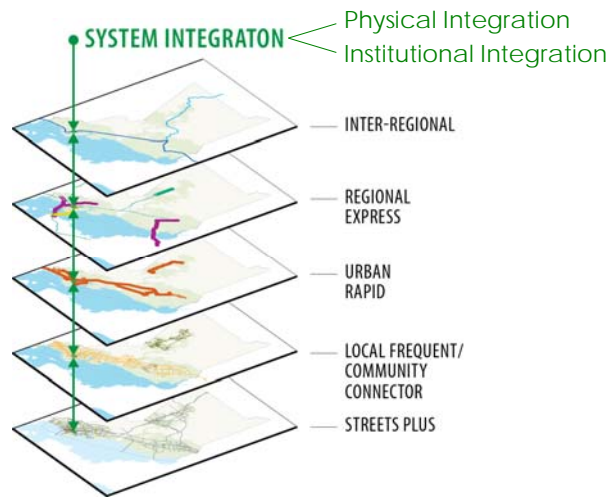 SYSTEM INTEGRATON
Physical Integration
Institutional Integration
INTER-REGIONAL
REGIONAL
EXPRESS
URBAN
RAPID
LOCAL FREQUENT/
COMMUNITY
CONNECTOR
STREETS PLUS